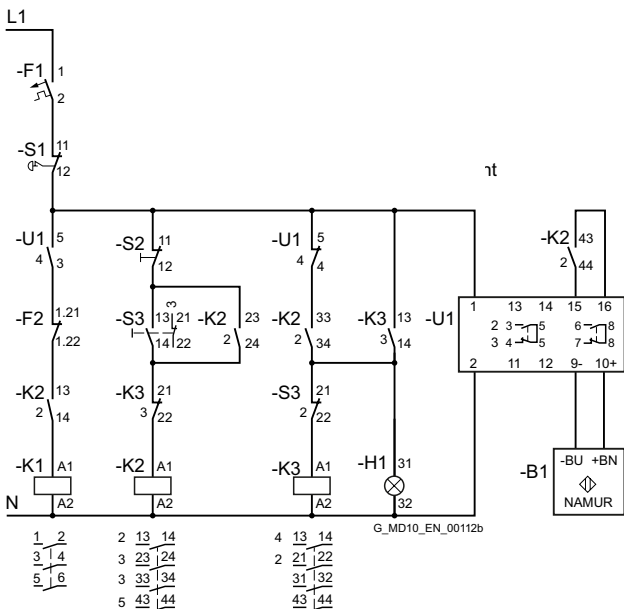 L1
-F1 1
2
-S1 11
12
nt
-U1 5
4 3
-S2 11
12
-U1 5
4 4
-K2 43
2 44
-F2 1.21
1.22
-S3 13 21 3
14 22
-K2 23
2 24
-K2 33
2 34
-K3 13
3 14
-U1
1 13 14 15 16
2 3 5 6 8
3 4 5 7 8
2 11 12 9- 10+
-K2 13
2 14
-K3 21
3 22
-S3 21
2 22
-K1 A1
A2
-K2 A1
A2
-K3 A1
A2
-H1 31
32
-B1
-BU +BN
NAMUR
N
G_MD10_EN_00112b
1 2
3 4
5 6
2 13 14
3 23 24
3 33 34
5 43 44
4 13 14
2 21 22
31 32
43 44